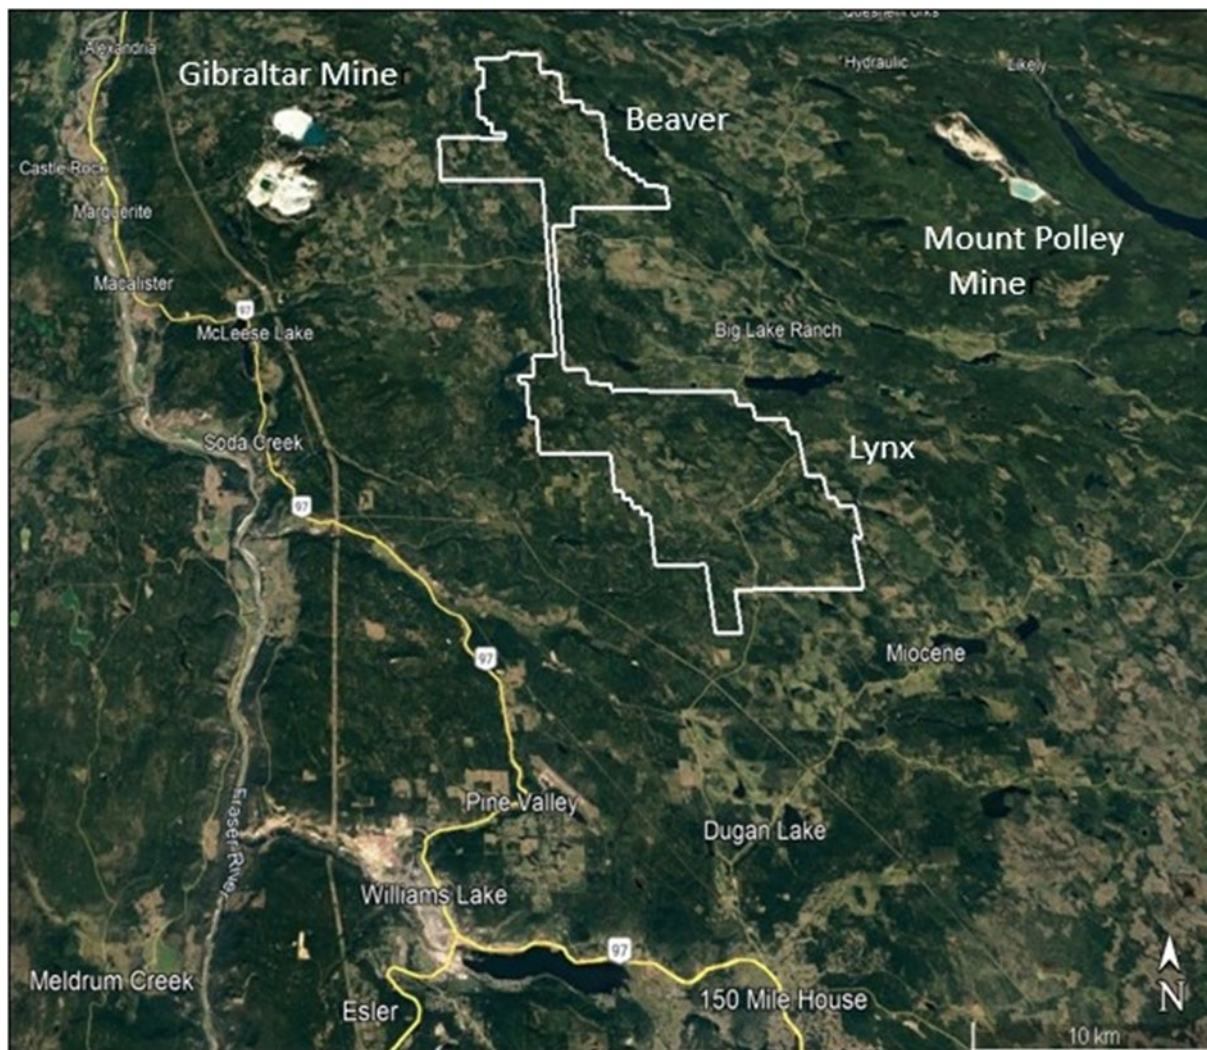 Alexandria
Gibraltar Mine
Hydraulic
Likely
Beaver
Castle Rock
Marguerite
Mount Polley
Mine
Macalister
97
McLeese Lake
Big Lake Ranch
Soda Creek
Lynx
97
Miocene
97
Pine Valley
Fraser River
Dugan Lake
Williams Lake
97
Meldrum Creek
150 Mile House
Esler
N
10 km